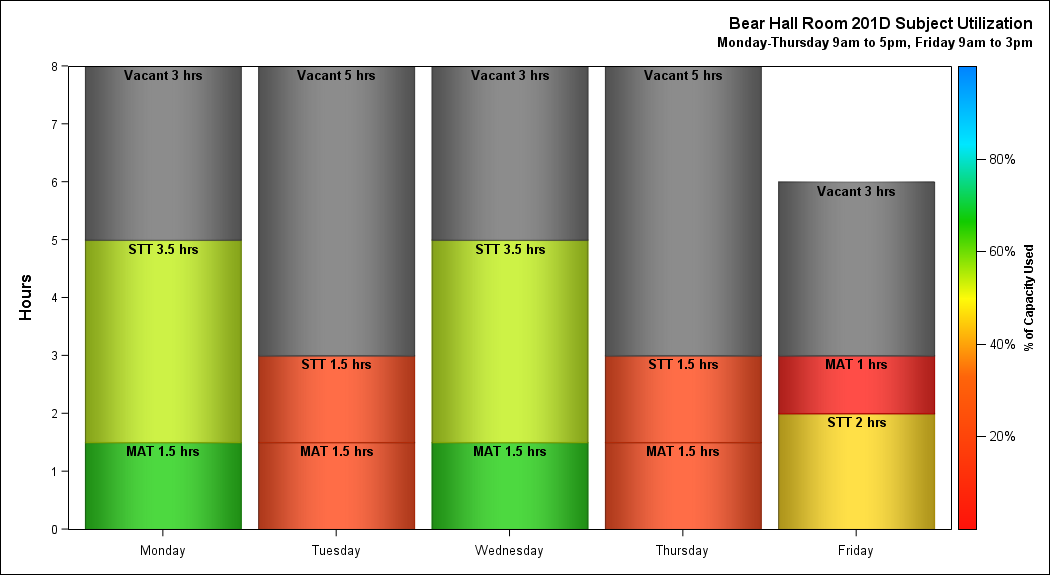 Bear Hall Room 201D Subject Utilization
Monday-Thursday 9am to 5pm, Friday 9am to 3pm
8
7
6
5
4
3
2
1
0
Hours
Vacant 3 hrs
STT 3.5 hrs
MAT 1.5 hrs
Vacant 5 hrs
STT 1.5 hrs
MAT 1.5 hrs
Vacant 3 hrs
STT 3.5 hrs
MAT 1.5 hrs
Vacant 5 hrs
STT 1.5 hrs
MAT 1.5 hrs
Vacant 3 hrs
MAT 1 hrs
STT 2 hrs
Monday
Tuesday
Wednesday
Thursday
Friday
80%
60%
40%
20%
% of Capacity Used